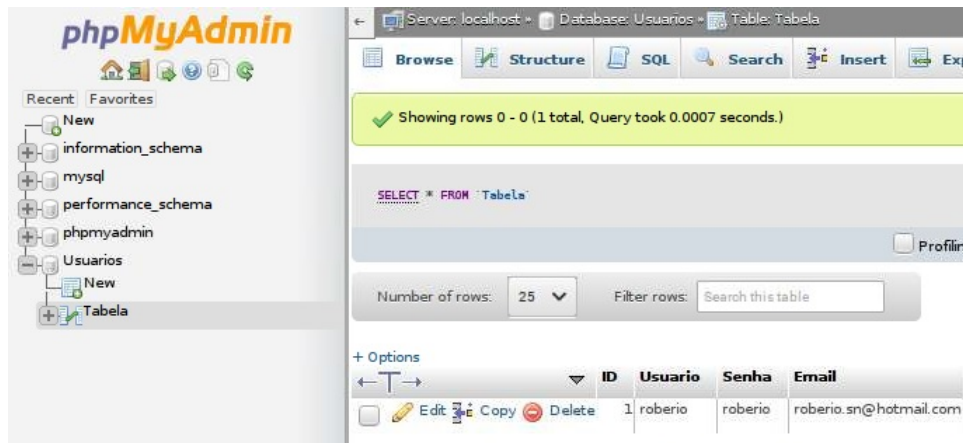 phpMyAdmin
Recent Favorites
New
information_schema
mysql
performance_schema
phpmyadmin
Usuarios
New
Tabela
Server: localhost » Database: Usuarios » Table: Tabela
Browse Structure SQL Search Insert Exp
Showing rows 0 - 0 (1 total, Query took 0.0007 seconds.)
SELECT * FROM `Tabela`
Profilin
Number of rows: 25 Filter rows: Search this table
+ Options
←T→ ID Usuario Senha Email
Edit Copy Delete 1 roberio roberio roberio.sn@hotmail.com